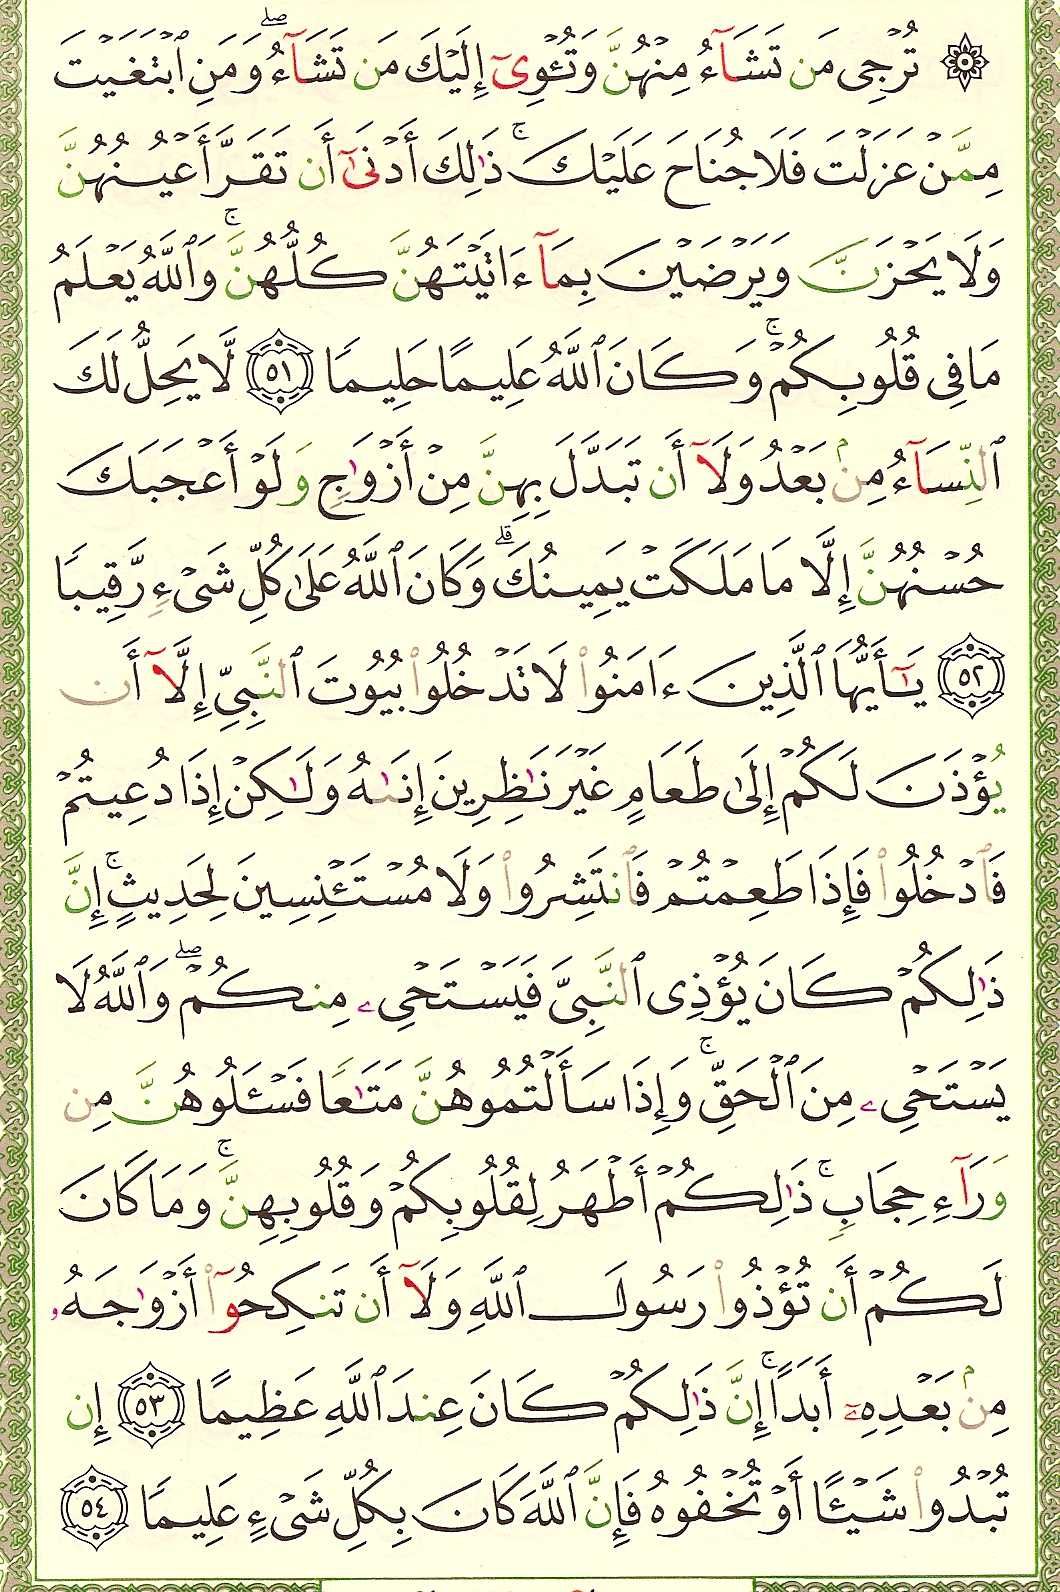 ۞ تُرْجِى مَن تَشَآءُ مِنْهُنَّ وَتُـْٔوِىٓ إِلَيْكَ مَن تَشَآءُ ۖ وَمَنِ ٱبْتَغَيْتَ
مِمَّنْ عَزَلْتَ فَلَا جُنَاحَ عَلَيْكَ ۚ ذَٰلِكَ أَدْنَىٰٓ أَن تَقَرَّ أَعْيُنُهُنَّ
وَلَا يَحْزَنَّ وَيَرْضَيْنَ بِمَآ ءَاتَيْتَهُنَّ كُلُّهُنَّ ۚ وَٱللَّهُ يَعْلَمُ
مَا فِى قُلُوبِكُمْ ۚ وَكَانَ ٱللَّهُ عَلِيمًا حَلِيمًا ٥١ لَّا يَحِلُّ لَكَ
ٱلنِّسَآءُ مِنۢ بَعْدُ وَلَآ أَن تَبَدَّلَ بِهِنَّ مِنْ أَزْوَٰجٍ وَلَوْ أَعْجَبَكَ
حُسْنُهُنَّ إِلَّا مَا مَلَكَتْ يَمِينُكَ ۗ وَكَانَ ٱللَّهُ عَلَىٰ كُلِّ شَىْءٍ رَّقِيبًا
٥٢ يَـٰٓأَيُّهَا ٱلَّذِينَ ءَامَنُوا۟ لَا تَدْخُلُوا۟ بُيُوتَ ٱلنَّبِىِّ إِلَّآ أَن
يُؤْذَنَ لَكُمْ إِلَىٰ طَعَامٍ غَيْرَ نَـٰظِرِينَ إِنَىٰهُ وَلَـٰكِنْ إِذَا دُعِيتُمْ
فَٱدْخُلُوا۟ فَإِذَا طَعِمْتُمْ فَٱنتَشِرُوا۟ وَلَا مُسْتَـْٔنِسِينَ لِحَدِيثٍ ۚ إِنَّ
ذَٰلِكُمْ كَانَ يُؤْذِى ٱلنَّبِىَّ فَيَسْتَحْىِۦ مِنكُمْ ۖ وَٱللَّهُ لَا
يَسْتَحْىِۦ مِنَ ٱلْحَقِّ ۚ وَإِذَا سَأَلْتُمُوهُنَّ مَتَـٰعًا فَسْـَٔلُوهُنَّ مِن
وَرَآءِ حِجَابٍ ۚ ذَٰلِكُمْ أَطْهَرُ لِقُلُوبِكُمْ وَقُلُوبِهِنَّ ۚ وَمَا كَانَ
لَكُمْ أَن تُؤْذُوا۟ رَسُولَ ٱللَّهِ وَلَآ أَن تَنكِحُوٓا۟ أَزْوَٰجَهُۥ
مِنۢ بَعْدِهِۦٓ أَبَدًا ۚ إِنَّ ذَٰلِكُمْ كَانَ عِندَ ٱللَّهِ عَظِيمًا ٥٣ إِن
تُبْدُوا۟ شَيْـًٔا أَوْ تُخْفُوهُ فَإِنَّ ٱللَّهَ كَانَ بِكُلِّ شَىْءٍ عَلِيمًا ٥٤